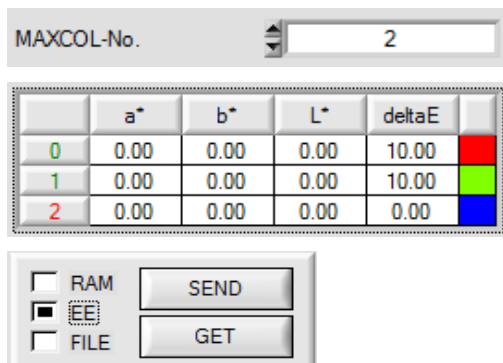 MAXCOL-No. 2
a* b* L* deltaE
0 0.00 0.00 0.00 10.00
1 0.00 0.00 0.00 10.00
2 0.00 0.00 0.00 0.00
RAM SEND
EE
FILE GET